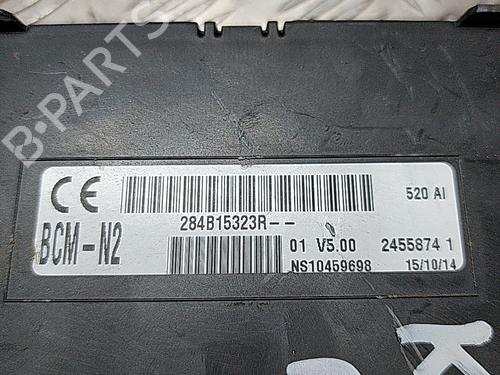 B-PARTS
CE 520 AI
284B15323R--
BCM-N2 01 V5.00 2455874 1
NS10459698 15/10/14